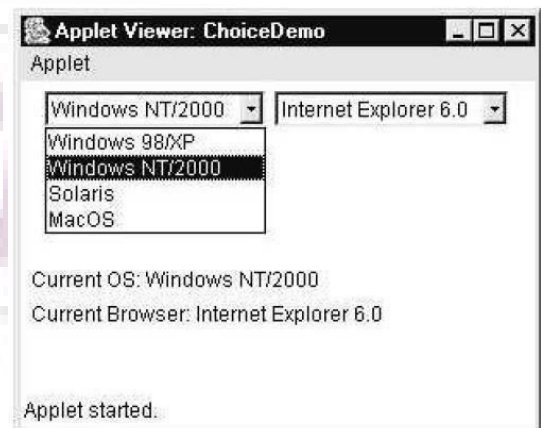 Applet Viewer: ChoiceDemo
Applet
Windows NT/2000 Internet Explorer 6.0
Windows 98/XP
Windows NT/2000
Solaris
MacOS
Current OS: Windows NT/2000
Current Browser: Internet Explorer 6.0
Applet started.